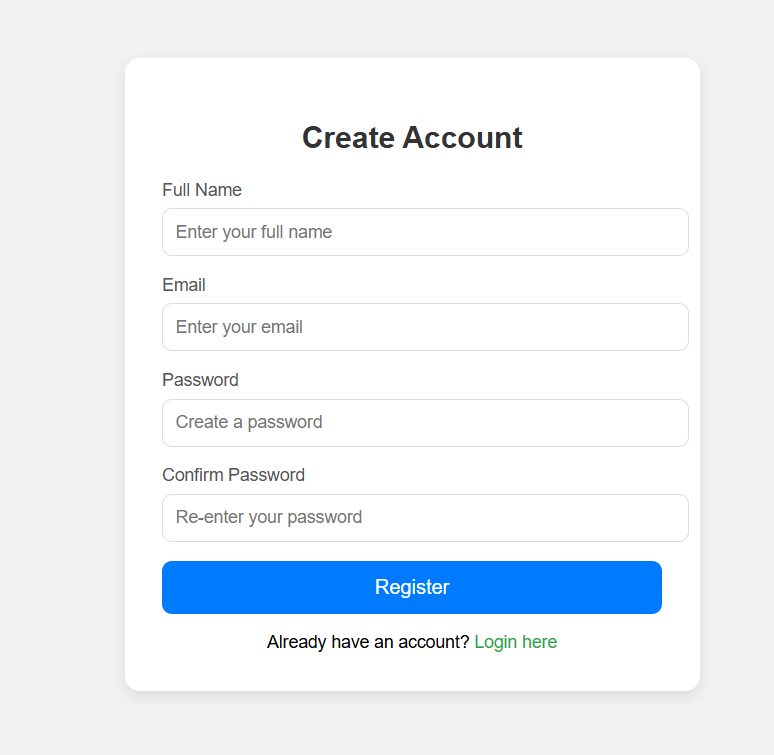 Create Account
Full Name
Enter your full name
Email
Enter your email
Password
Create a password
Confirm Password
Re-enter your password
Register
Already have an account? Login here